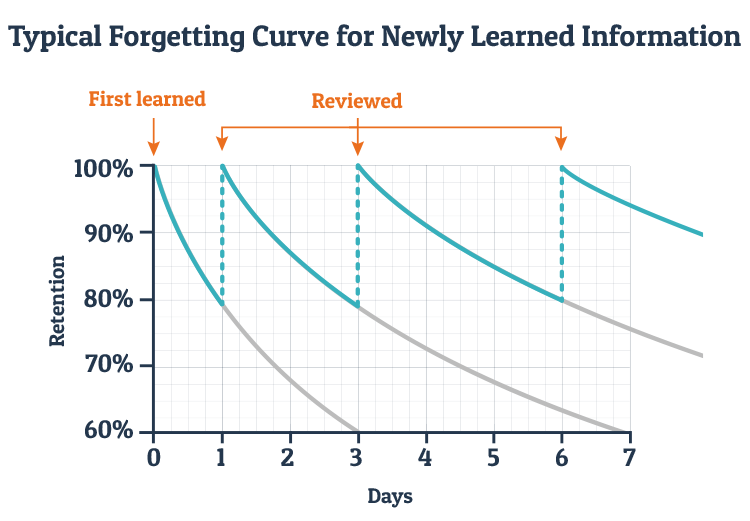 Typical Forgetting Curve for Newly Learned Information
First learned
Reviewed
100%
90%
80%
70%
60%
Retention
0 1 2 3 4 5 6 7
Days